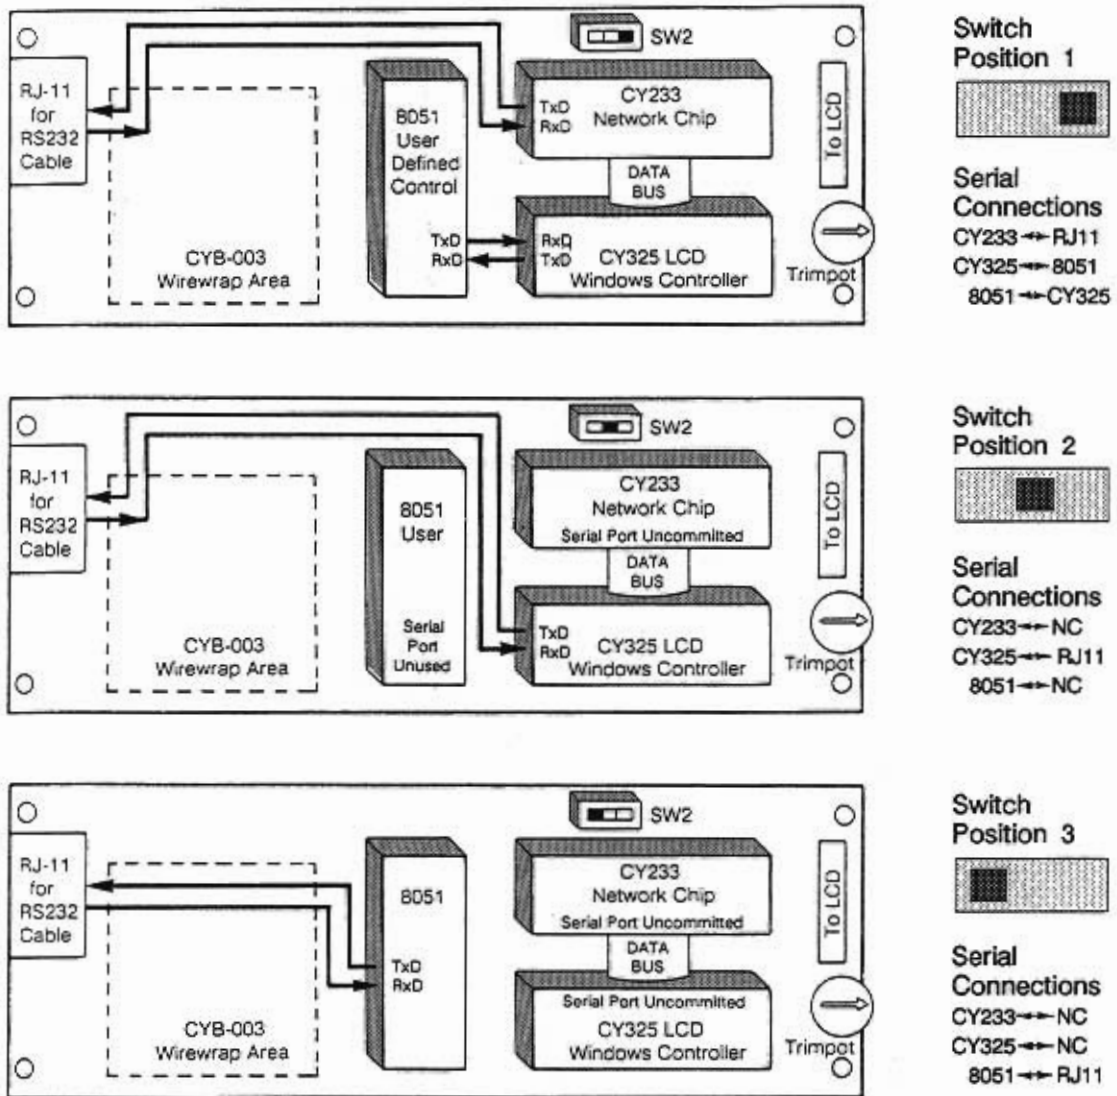 SW2
RJ-11
for
RS232
Cable
8051
User
Defined
Control
TxD
RxD
CY233
Network Chip
TxD
RxD
DATA
BUS
RxD
TxD
CY325 LCD
Windows Controller
To LCD
Trimpot
CYB-003
Wirewrap Area
Switch
Position 1
Serial
Connections
CY233 ◄► RJ11
CY325 ◄► 8051
8051 ◄► CY325
SW2
RJ-11
for
RS232
Cable
8051
User
Serial
Port
Unused
CY233
Network Chip
Serial Port Uncommitted
DATA
BUS
TxD
RxD
CY325 LCD
Windows Controller
To LCD
Trimpot
CYB-003
Wirewrap Area
Switch
Position 2
Serial
Connections
CY233 ◄► NC
CY325 ◄► RJ11
8051 ◄► NC
SW2
RJ-11
for
RS232
Cable
8051
TxD
RxD
CY233
Network Chip
Serial Port Uncommitted
DATA
BUS
Serial Port Uncommitted
CY325 LCD
Windows Controller
To LCD
Trimpot
CYB-003
Wirewrap Area
Switch
Position 3
Serial
Connections
CY233 ◄► NC
CY325 ◄► NC
8051 ◄► RJ11